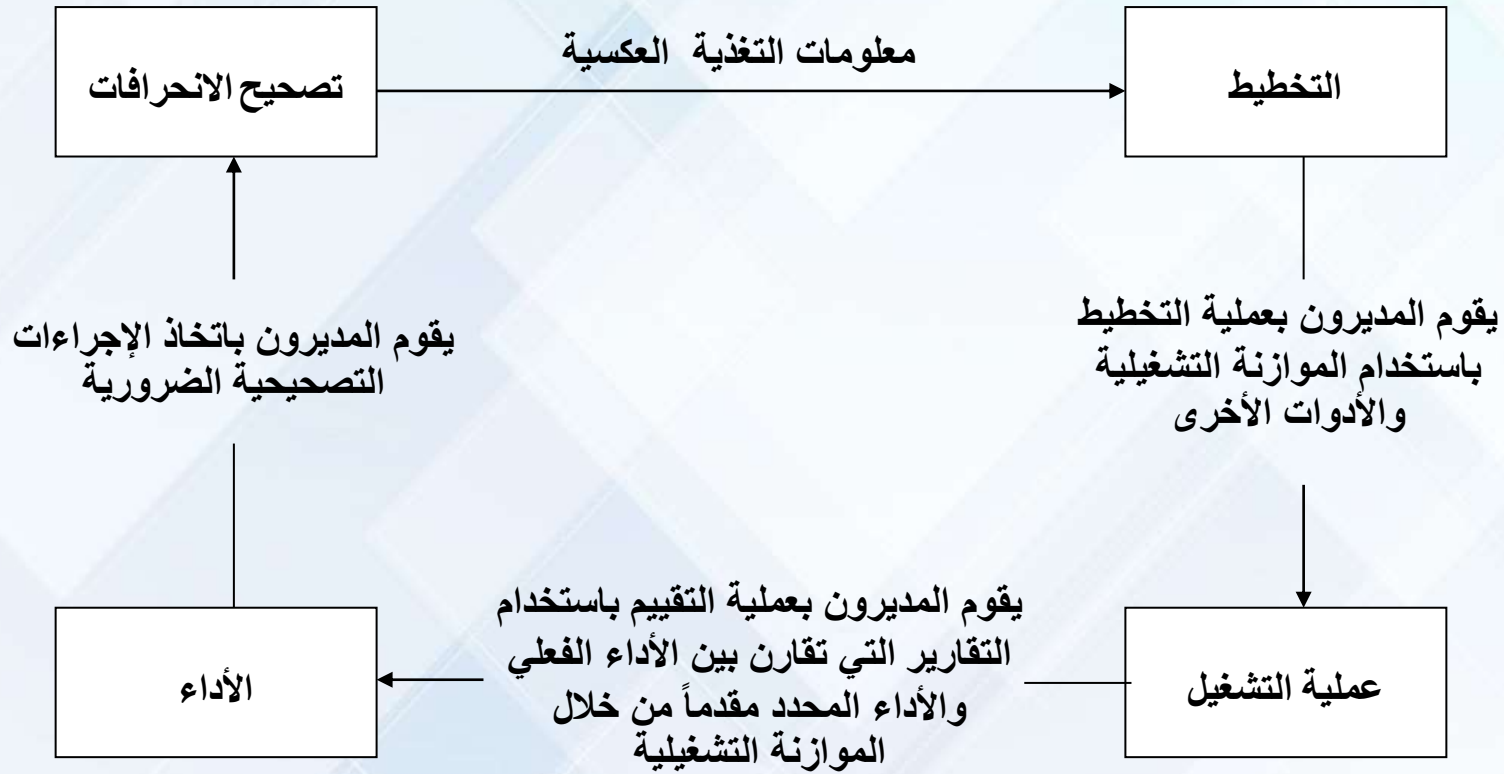 معلومات التغذية العكسية
التخطيط
تصحيح الانحرافات
يقوم المديرون بعملية التخطيط
باستخدام الموازنة التشغيلية
والأدوات الأخرى
يقوم المديرون باتخاذ الإجراءات
التصحيحية الضرورية
عملية التشغيل
يقوم المديرون بعملية التقييم باستخدام
التقارير التي تقارن بين الأداء الفعلي
والأداء المحدد مقدماً من خلال
الموازنة التشغيلية
الأداء